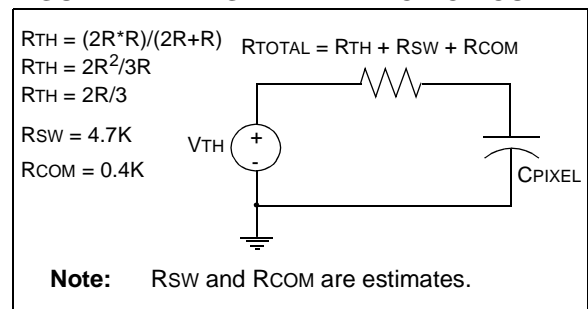 RTH = (2R*R)/(2R+R)
RTH = 2R²/3R
RTH = 2R/3
RSW = 4.7K
RCOM = 0.4K
RTOTAL = RTH + RSW + RCOM
VTH
+
-
CPIXEL
Note: RSW and RCOM are estimates.